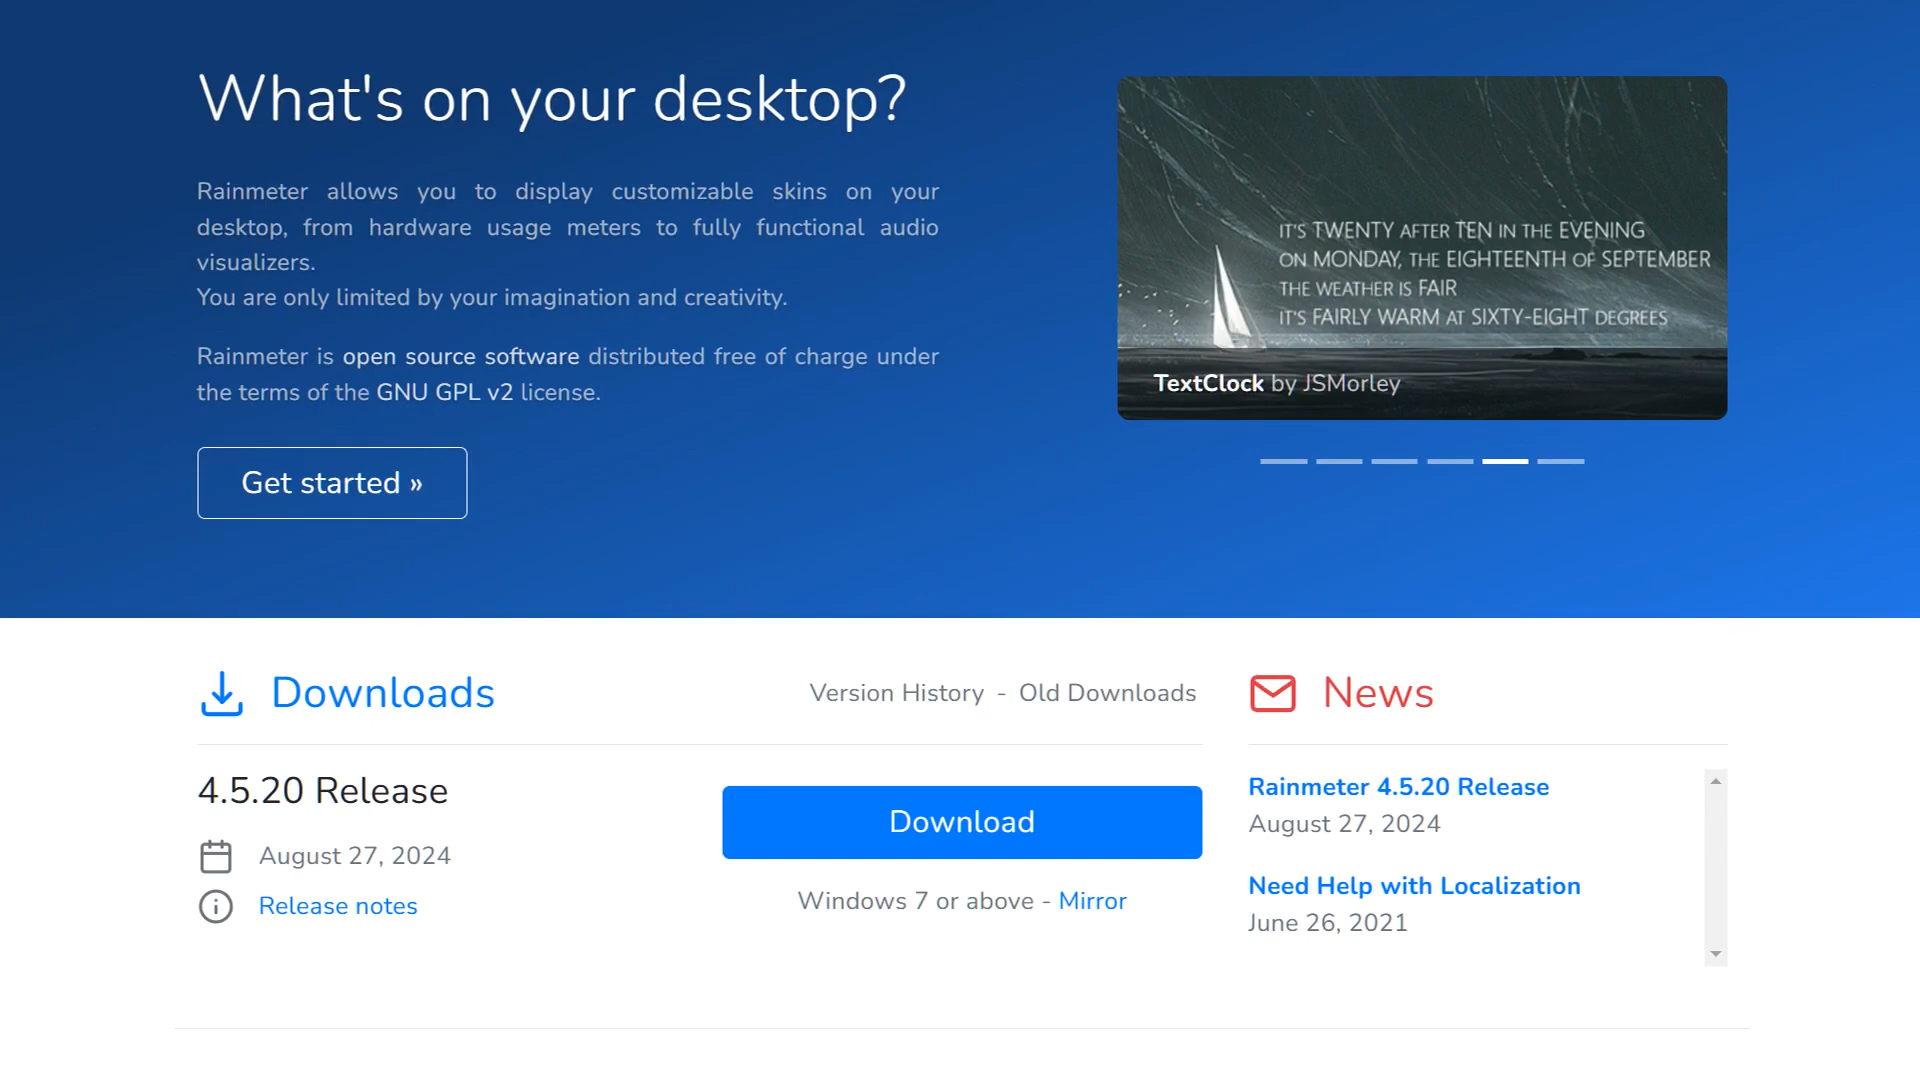 What's on your desktop?
Rainmeter allows you to display customizable skins on your
desktop, from hardware usage meters to fully functional audio
visualizers.
You are only limited by your imagination and creativity.
Rainmeter is open source software distributed free of charge under
the terms of the GNU GPL v2 license.
Get started »
IT'S TWENTY AFTER TEN IN THE EVENING
ON MONDAY, THE EIGHTEENTH OF SEPTEMBER
THE WEATHER IS FAIR
IT'S FAIRLY WARM AT SIXTY-EIGHT DEGREES
TextClock by JSMorley
Downloads
Version History - Old Downloads
4.5.20 Release
August 27, 2024
Release notes
Download
Windows 7 or above - Mirror
News
Rainmeter 4.5.20 Release
August 27, 2024
Need Help with Localization
June 26, 2021